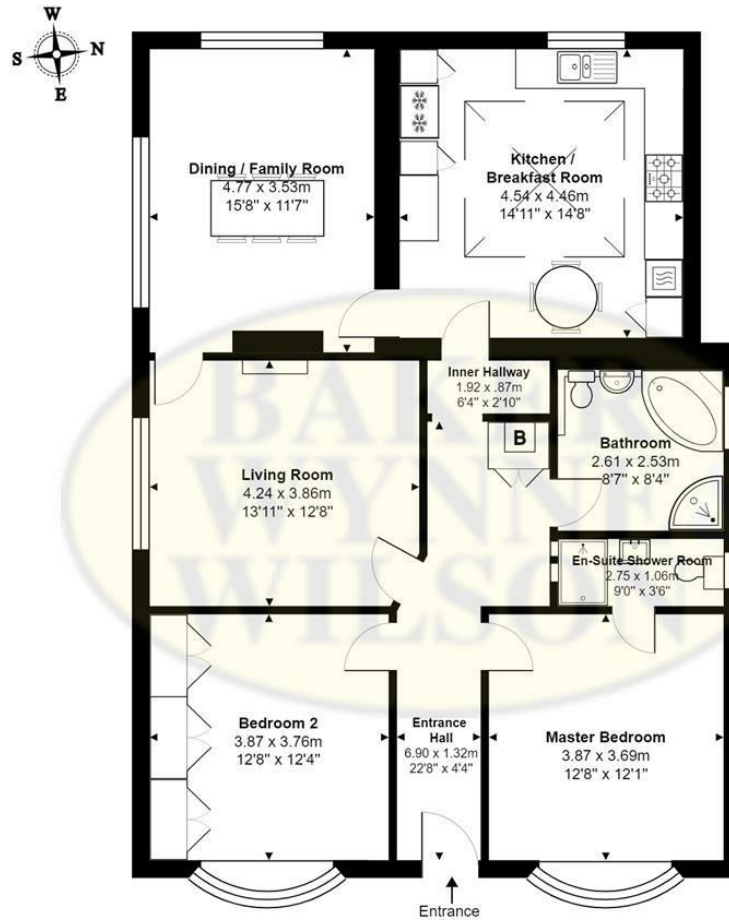 W
S N
E
Dining / Family Room
4.77 x 3.53m
15'8" x 11'7"
Kitchen /
Breakfast Room
4.54 x 4.46m
14'11" x 14'8"
Inner Hallway
1.92 x .87m
6'4" x 2'10"
B
Bathroom
2.61 x 2.53m
8'7" x 8'4"
Living Room
4.24 x 3.86m
13'11" x 12'8"
En-Suite Shower Room
2.75 x 1.06m
9'0" x 3'6"
Bedroom 2
3.87 x 3.76m
12'8" x 12'4"
Entrance
Hall
6.90 x 1.32m
22'8" x 4'4"
Master Bedroom
3.87 x 3.69m
12'8" x 12'1"
Entrance
BAKER
WYNNE
WILSON